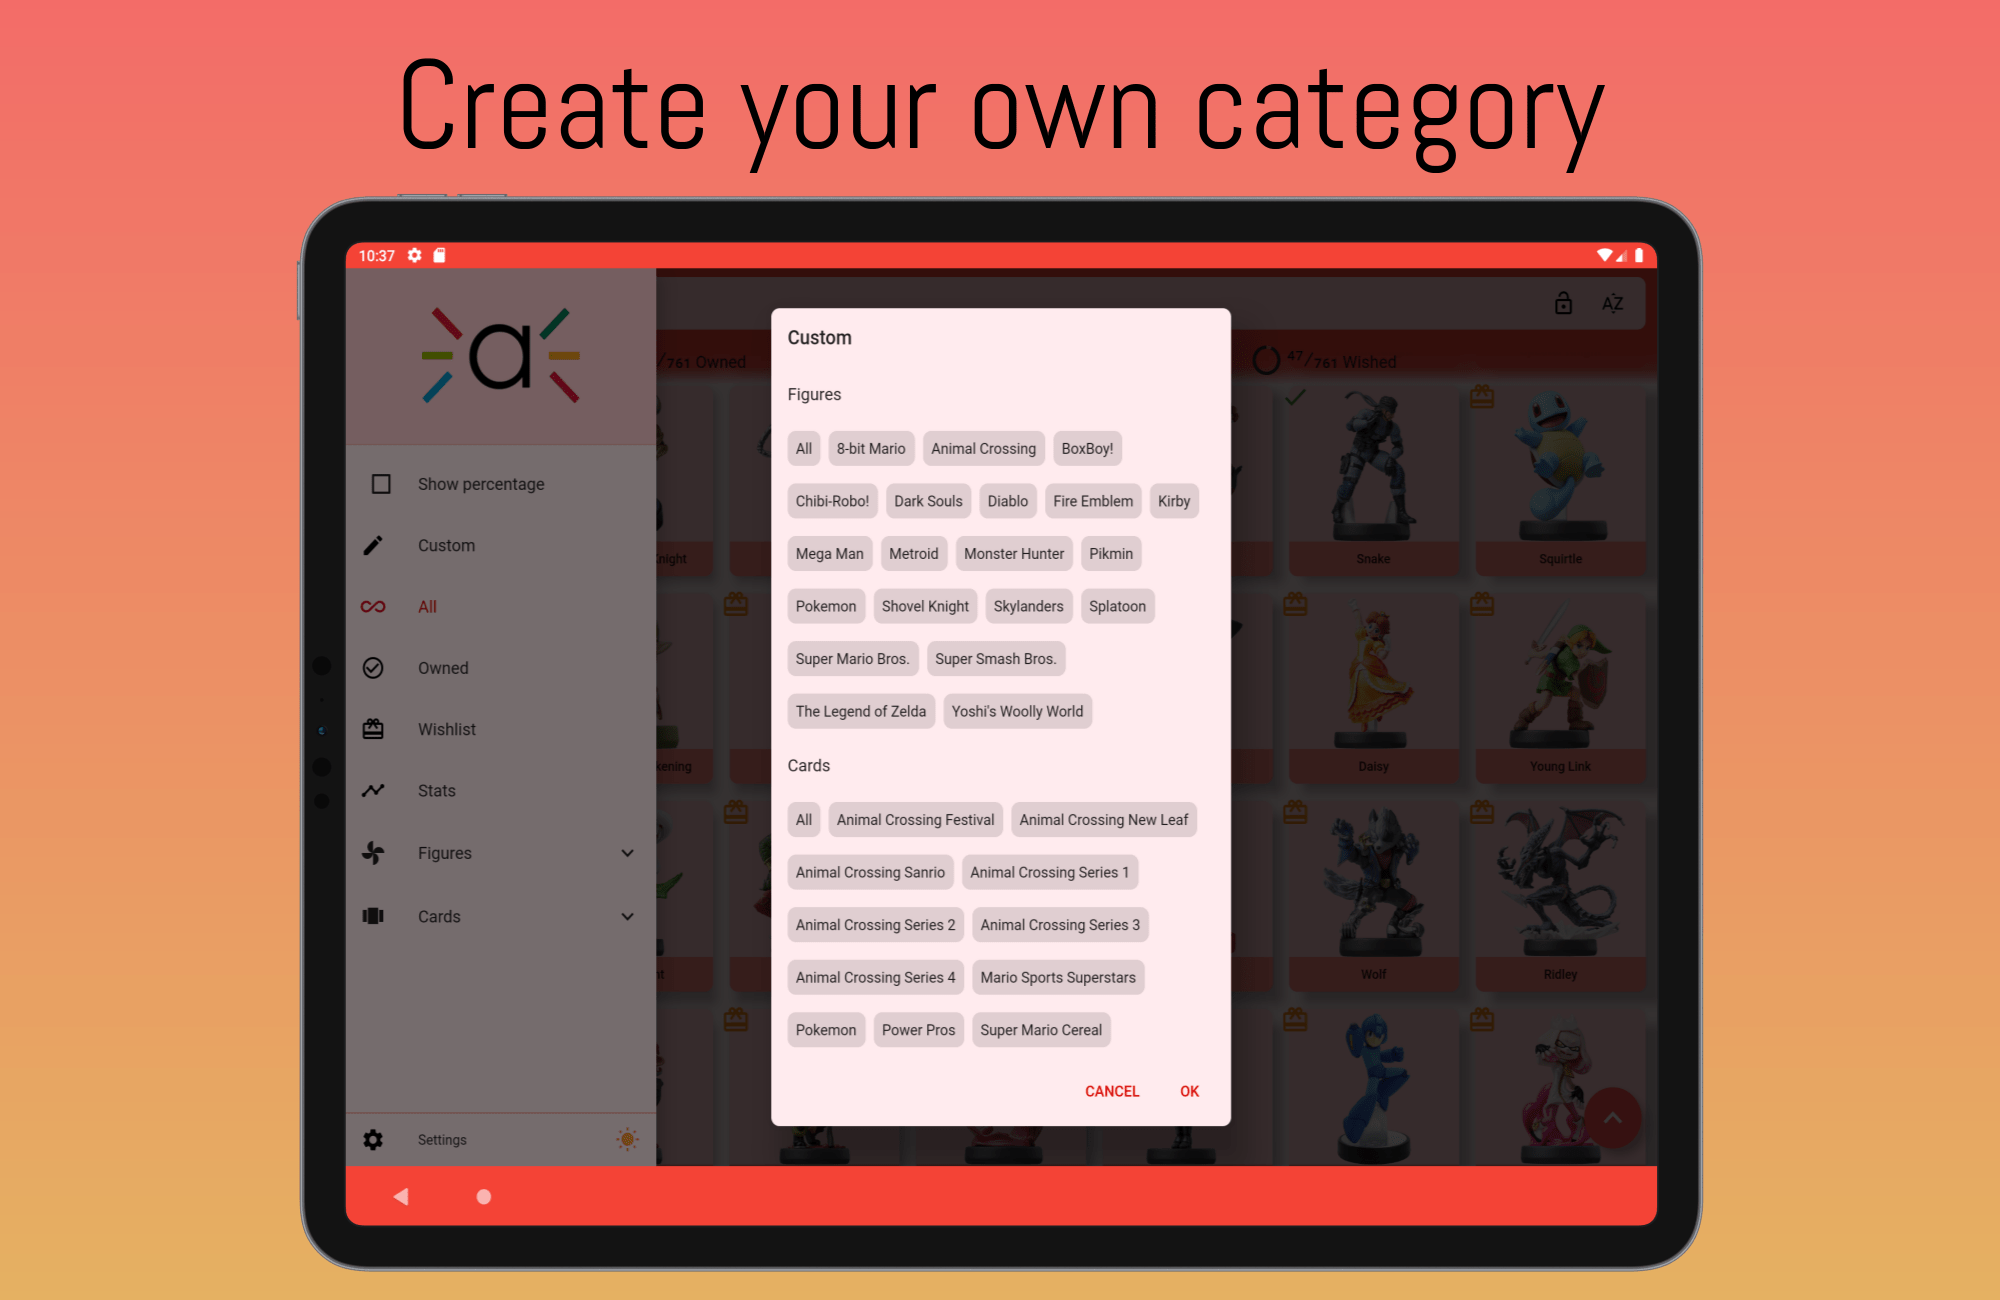 Create your own category
10:37
a
AZ
/761 Owned
47/761 Wished
Show percentage
Custom
All
Owned
Wishlist
Stats
Figures
Cards
Settings
Custom
Figures
All 8-bit Mario Animal Crossing BoxBoy!
Chibi-Robo! Dark Souls Diablo Fire Emblem Kirby
Mega Man Metroid Monster Hunter Pikmin
Pokemon Shovel Knight Skylanders Splatoon
Super Mario Bros. Super Smash Bros.
The Legend of Zelda Yoshi's Woolly World
Cards
All Animal Crossing Festival Animal Crossing New Leaf
Animal Crossing Sanrio Animal Crossing Series 1
Animal Crossing Series 2 Animal Crossing Series 3
Animal Crossing Series 4 Mario Sports Superstars
Pokemon Power Pros Super Mario Cereal
CANCEL OK
Snake Squirtle
Daisy Young Link
Wolf Ridley